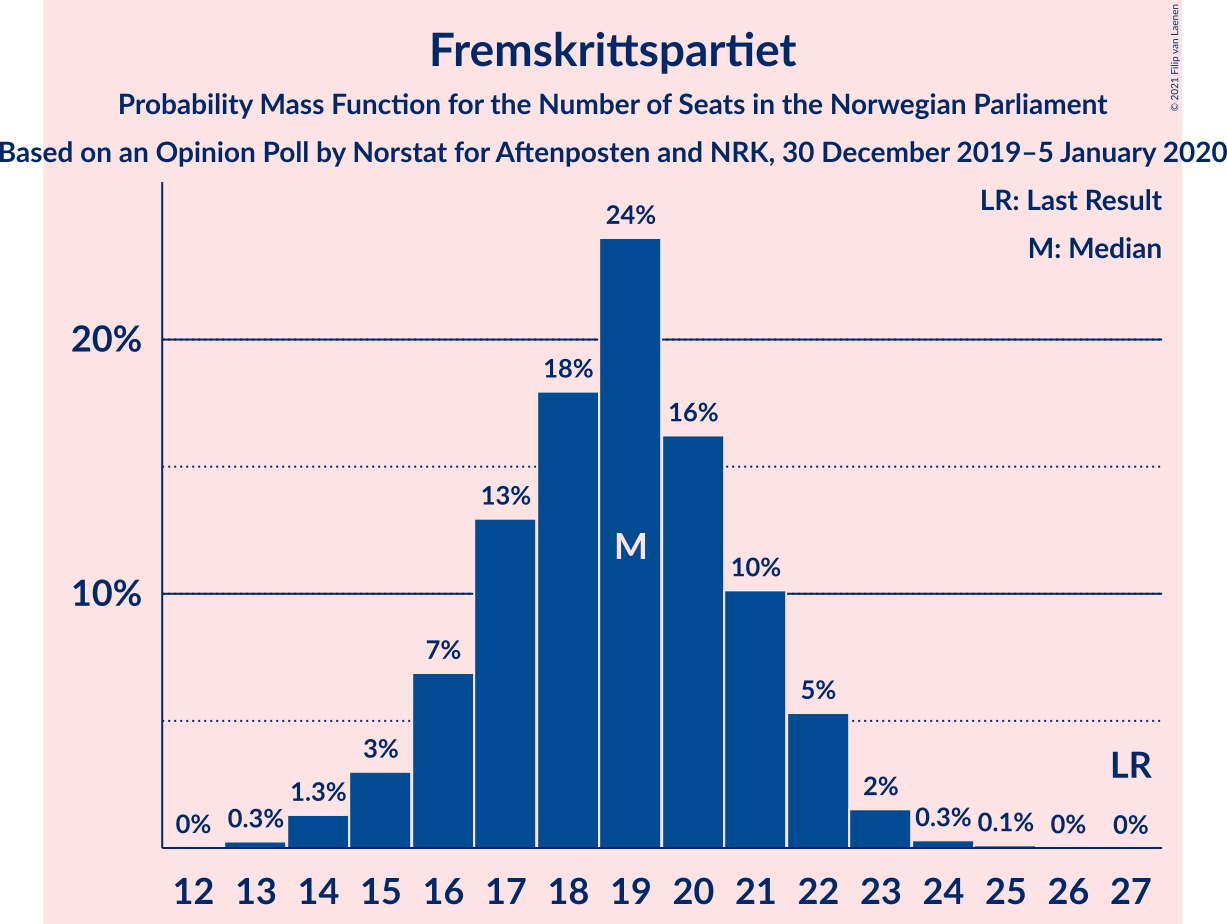 Fremskrittspartiet
Probability Mass Function for the Number of Seats in the Norwegian Parliament
Based on an Opinion Poll by Norstat for Aftenposten and NRK, 30 December 2019–5 January 2020
© 2021 Filip van Laenen
LR: Last Result
M: Median
20%
10%
0%
0.3%
1.3%
3%
7%
13%
18%
24%
M
16%
10%
5%
2%
0.3%
0.1%
0%
0%
LR
12 13 14 15 16 17 18 19 20 21 22 23 24 25 26 27